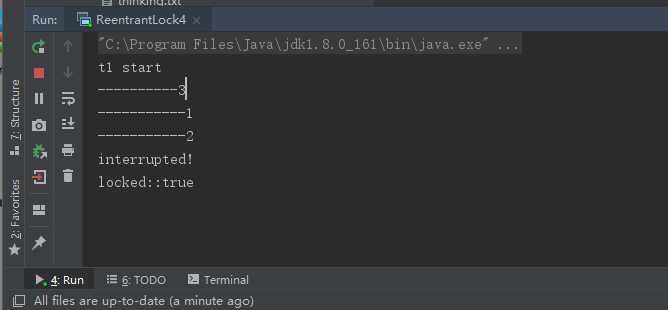 thinking.txt
Run: ReentrantLock4
"C:\Program Files\Java\jdk1.8.0_161\bin\java.exe" ...
t1 start
----------3
-----------1
-----------2
interrupted!
locked::true
7: Structure
2: Favorites
4: Run 6: TODO Terminal
All files are up-to-date (a minute ago)